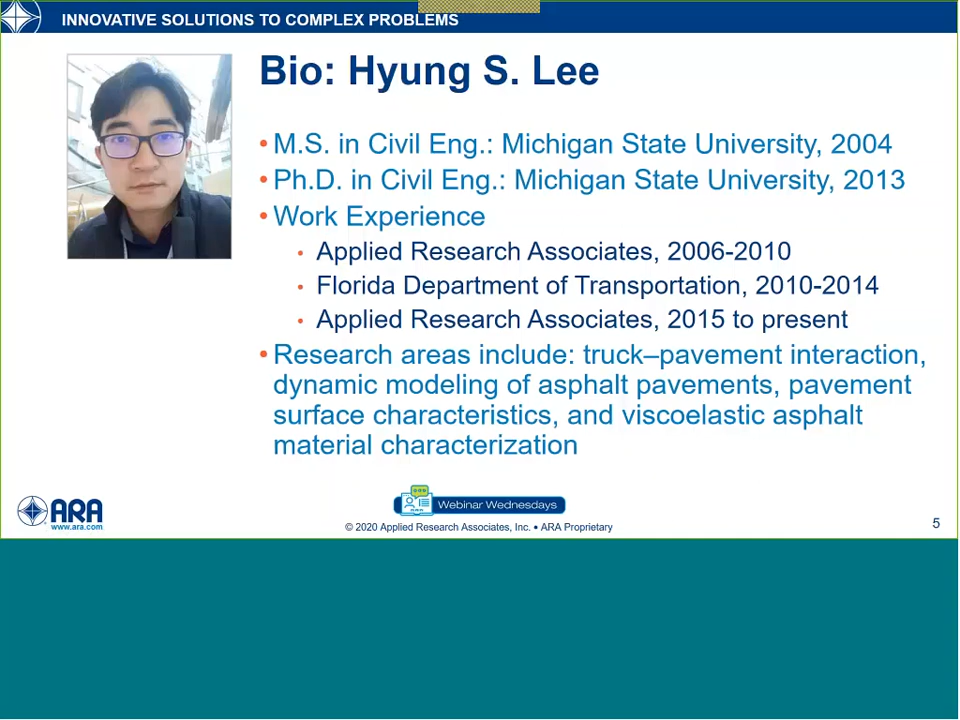 INNOVATIVE SOLUTIONS TO COMPLEX PROBLEMS
Bio: Hyung S. Lee
• M.S. in Civil Eng.: Michigan State University, 2004
• Ph.D. in Civil Eng.: Michigan State University, 2013
• Work Experience
• Applied Research Associates, 2006-2010
• Florida Department of Transportation, 2010-2014
• Applied Research Associates, 2015 to present
• Research areas include: truck–pavement interaction,
dynamic modeling of asphalt pavements, pavement
surface characteristics, and viscoelastic asphalt
material characterization
ARA
www.ara.com
Webinar Wednesdays
© 2020 Applied Research Associates, Inc. • ARA Proprietary
5